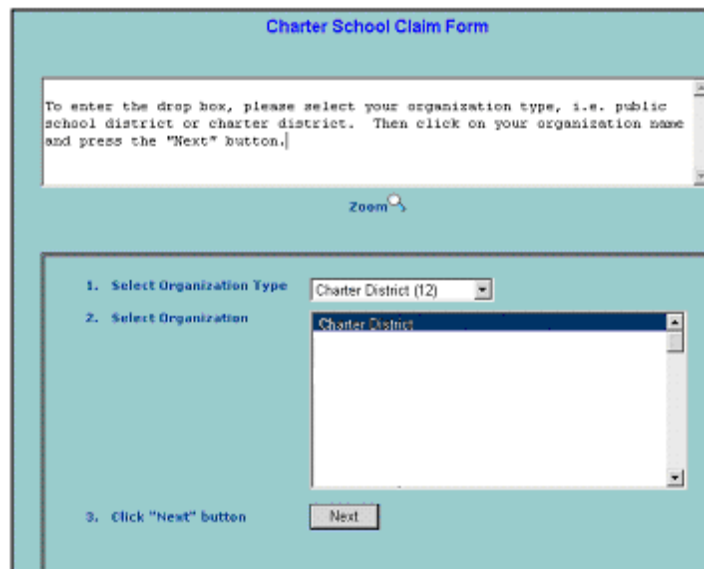 Charter School Claim Form
To enter the drop box, please select your organization type, i.e. public
school district or charter district. Then click on your organization name
and press the "Next" button.
Zoom
1. Select Organization Type
Charter District (12)
2. Select Organization
Charter District
3. Click "Next" button
Next